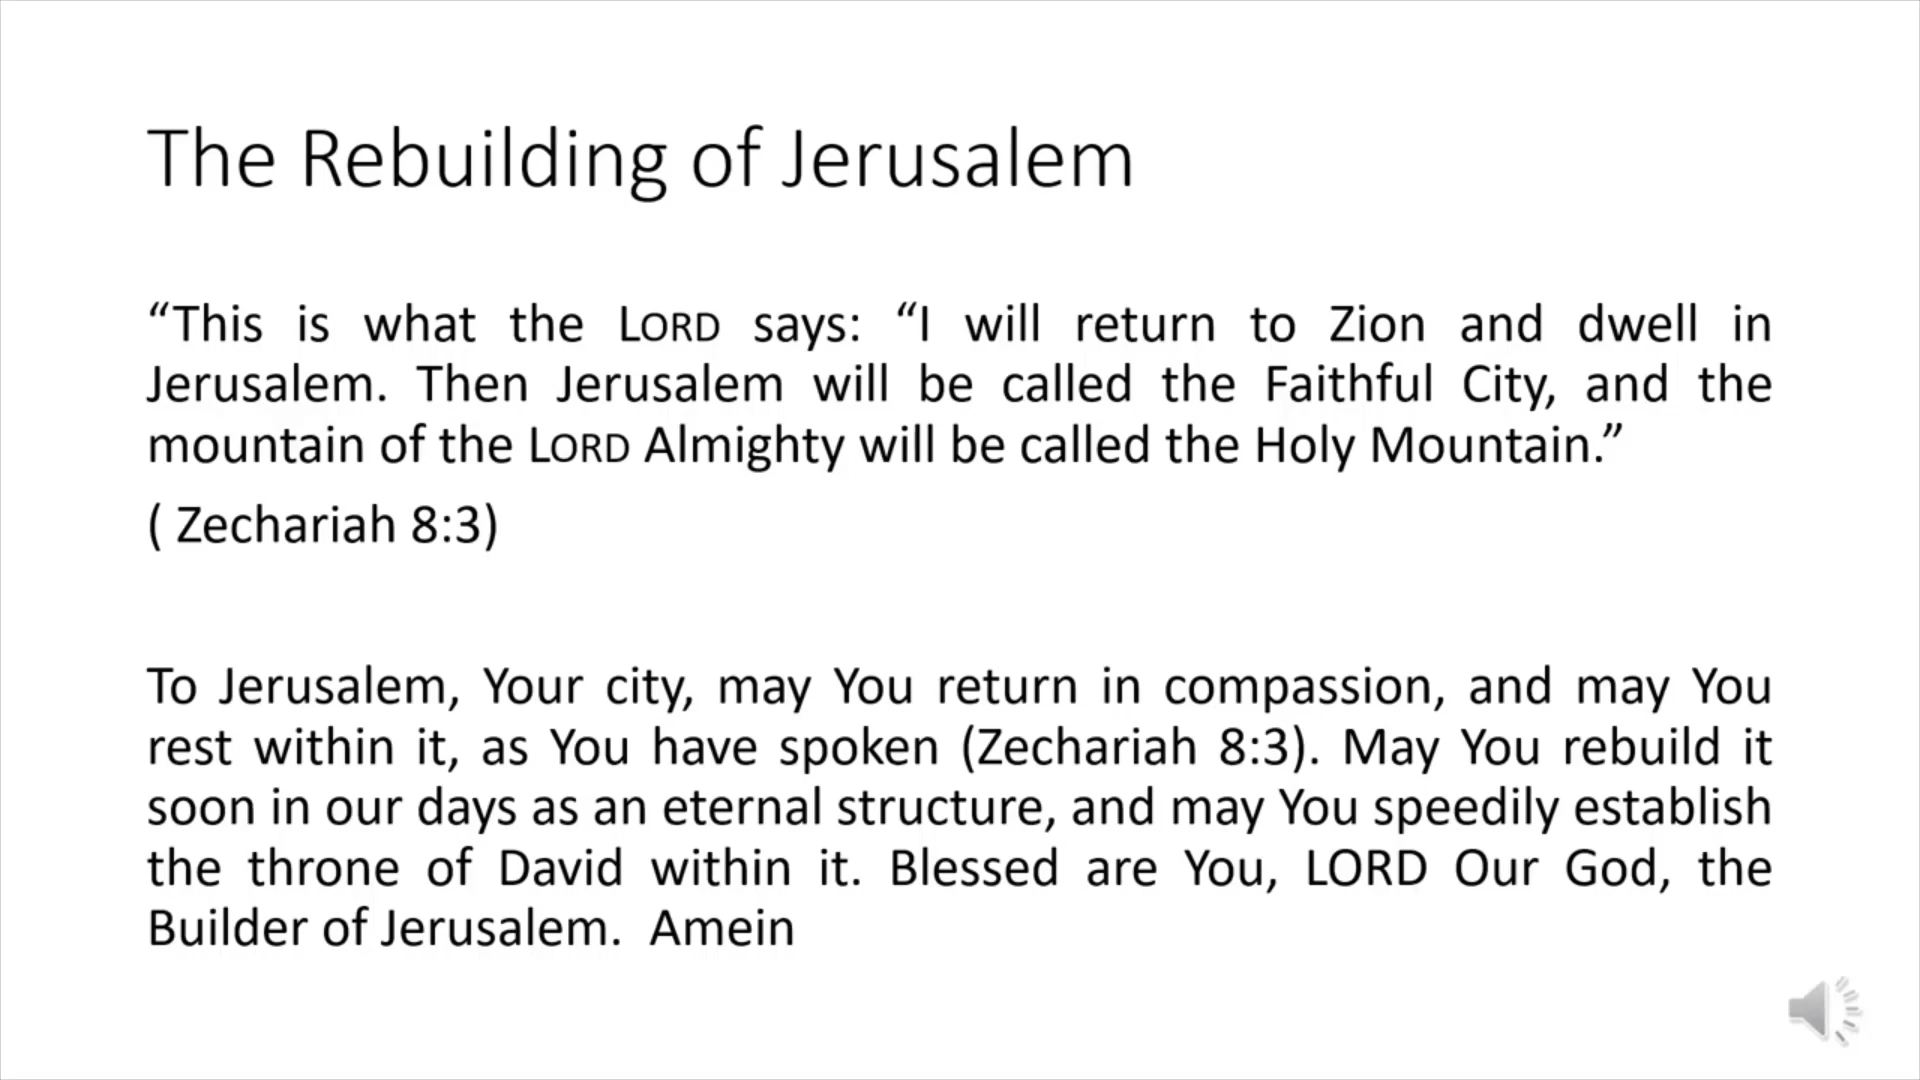 The Rebuilding of Jerusalem
“This is what the LORD says: “I will return to Zion and dwell in
Jerusalem. Then Jerusalem will be called the Faithful City, and the
mountain of the LORD Almighty will be called the Holy Mountain.”
( Zechariah 8:3)
To Jerusalem, Your city, may You return in compassion, and may You
rest within it, as You have spoken (Zechariah 8:3). May You rebuild it
soon in our days as an eternal structure, and may You speedily establish
the throne of David within it. Blessed are You, LORD Our God, the
Builder of Jerusalem.  Amein